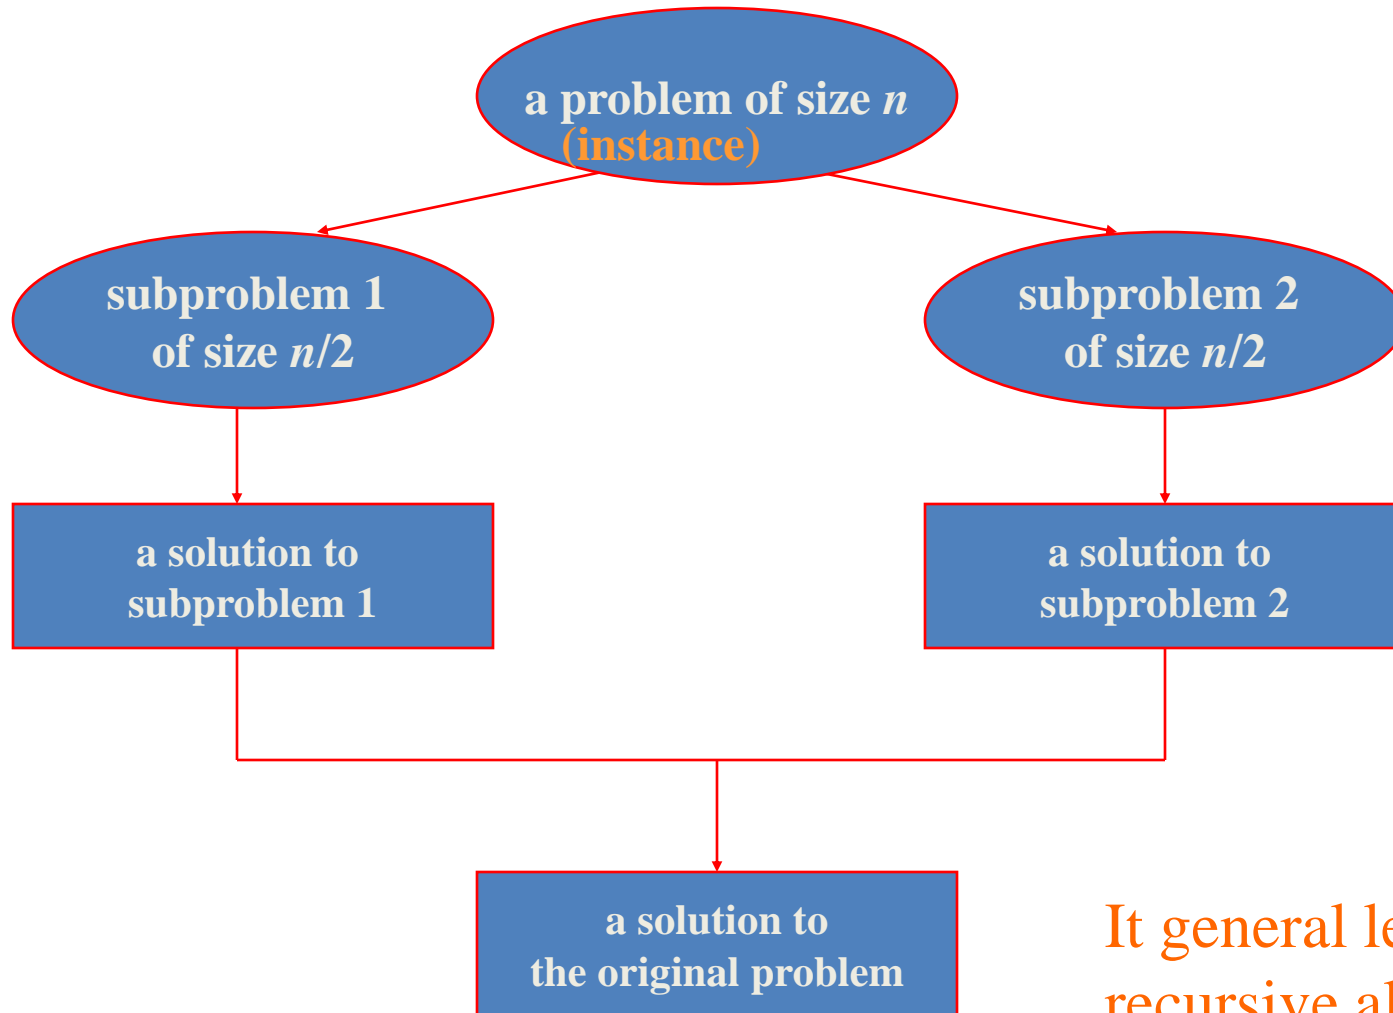 a problem of size n
(instance)
subproblem 1
of size n/2
subproblem 2
of size n/2
a solution to
subproblem 1
a solution to
subproblem 2
a solution to
the original problem
It general
recursive